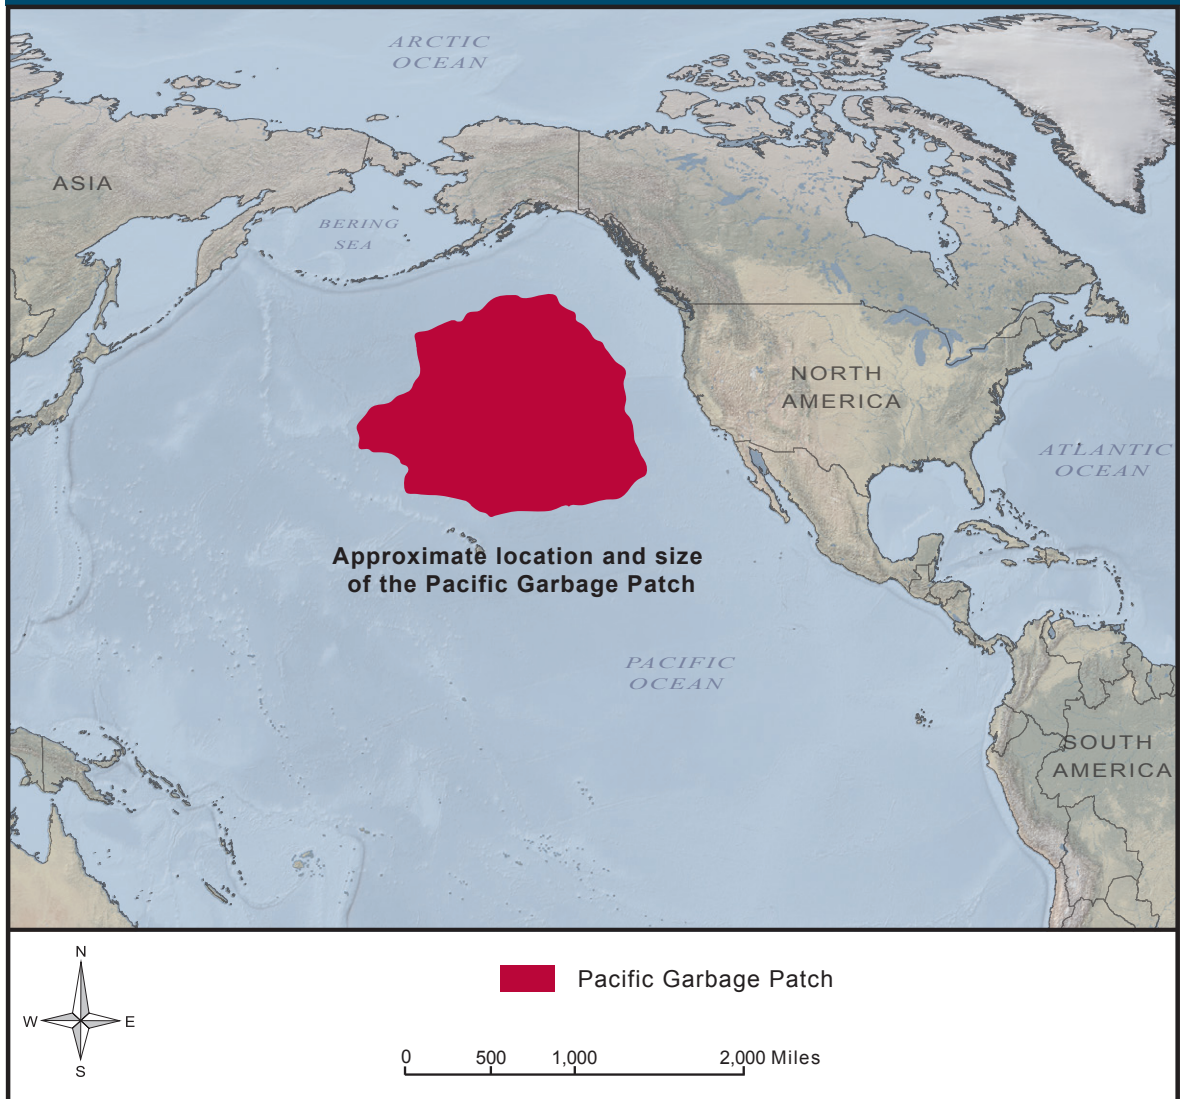 ARCTIC
OCEAN
ASIA
BERING
SEA
NORTH
AMERICA
ATLANTIC
OCEAN
Approximate location and size
of the Pacific Garbage Patch
PACIFIC
OCEAN
SOUTH
AMERICA
N
W E
S
Pacific Garbage Patch
0 500 1,000 2,000 Miles